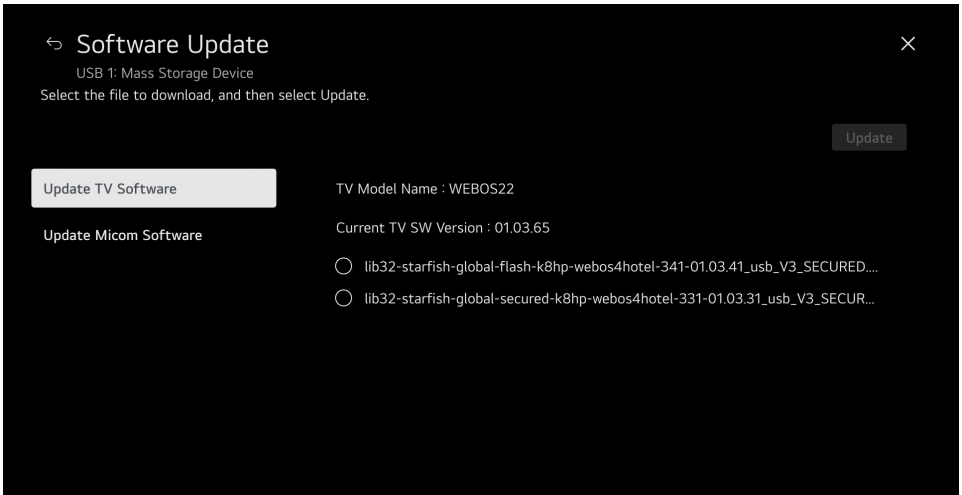 Software Update
USB 1: Mass Storage Device
Select the file to download, and then select Update.
Update
Update TV Software
TV Model Name : WEBOS22
Update Micom Software
Current TV SW Version : 01.03.65
lib32-starfish-global-flash-k8hp-webos4hotel-341-01.03.41_usb_V3_SECURED....
lib32-starfish-global-secured-k8hp-webos4hotel-331-01.03.31_usb_V3_SECUR...